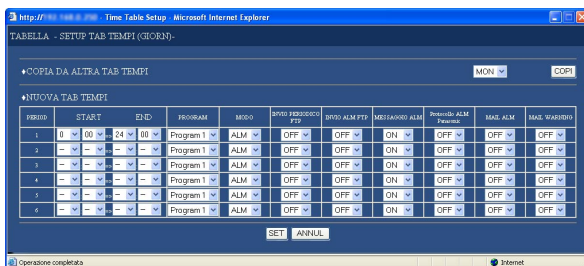 http:// - Time Table Setup - Microsoft Internet Explorer
TABELLA - SETUP TAB TEMPI (GIORN)-
♦COPIA DA ALTRA TAB TEMPI MON COPI
♦NUOVA TAB TEMPI
PERIOD START END PROGRAM MODO INVIO PERIODICO FTP INVIO ALM FTP MESSAGGIO ALM Protocollo ALM Panasonic MAIL ALM MAIL WARNING
1 0 00 => 24 00 Program 1 ALM OFF OFF ON OFF OFF OFF
2 -- -- => -- -- Program 1 ALM OFF OFF ON OFF OFF OFF
3 -- -- => -- -- Program 1 ALM OFF OFF ON OFF OFF OFF
4 -- -- => -- -- Program 1 ALM OFF OFF ON OFF OFF OFF
5 -- -- => -- -- Program 1 ALM OFF OFF ON OFF OFF OFF
6 -- -- => -- -- Program 1 ALM OFF OFF ON OFF OFF OFF
SET ANNUL
Operazione completata Internet